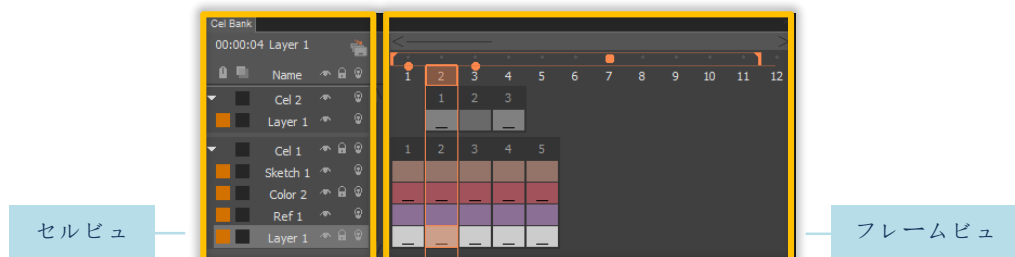 Cel Bank
00:00:04 Layer 1
Name
1 2 3 4 5 6 7 8 9 10 11 12
Cel 2
1 2 3
Layer 1
Cel 1
1 2 3 4 5
Sketch 1
Color 2
Ref 1
Layer 1
セルビュ
フレームビュ